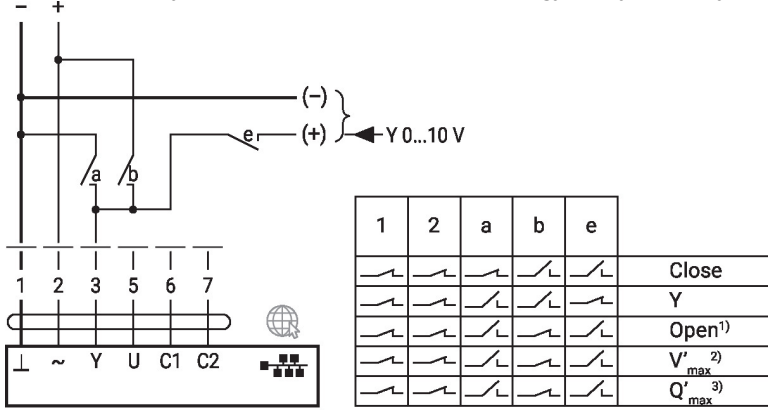 − +
(−)
(+)
Y 0...10 V
e
a b
1 2 3 5 6 7
⊥ ~ Y U C1 C2
1 2 a b e
Close
Y
Open¹⁾
V'max ²⁾
Q'max ³⁾